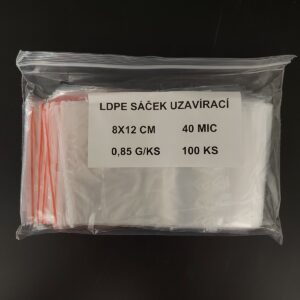 LDPE SÁČEK UZAVÍRACÍ
8X12 CM 40 MIC
0,85 G/KS 100 KS